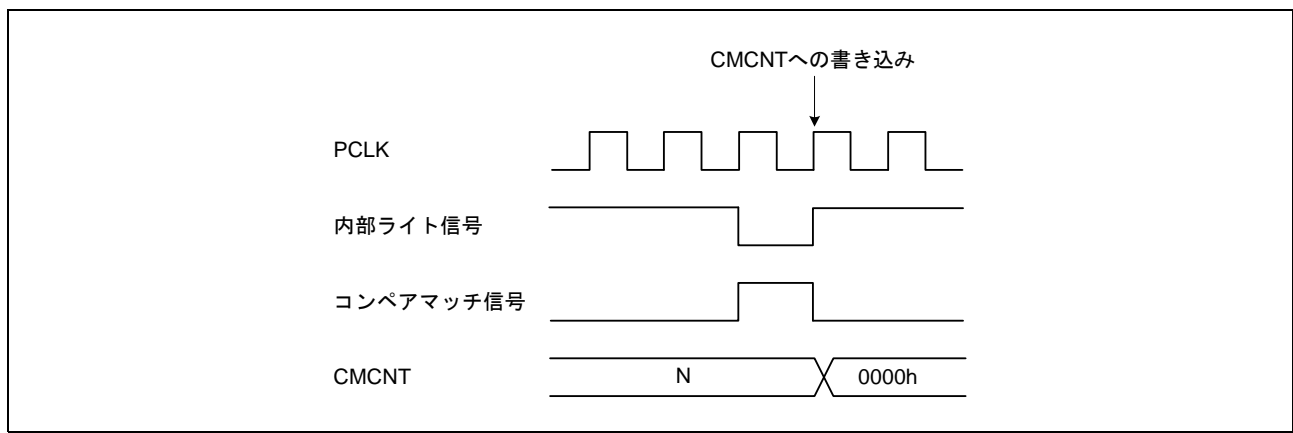 CMCNTへの書き込み
PCLK
内部ライト信号
コンペアマッチ信号
CMCNT
N
0000h